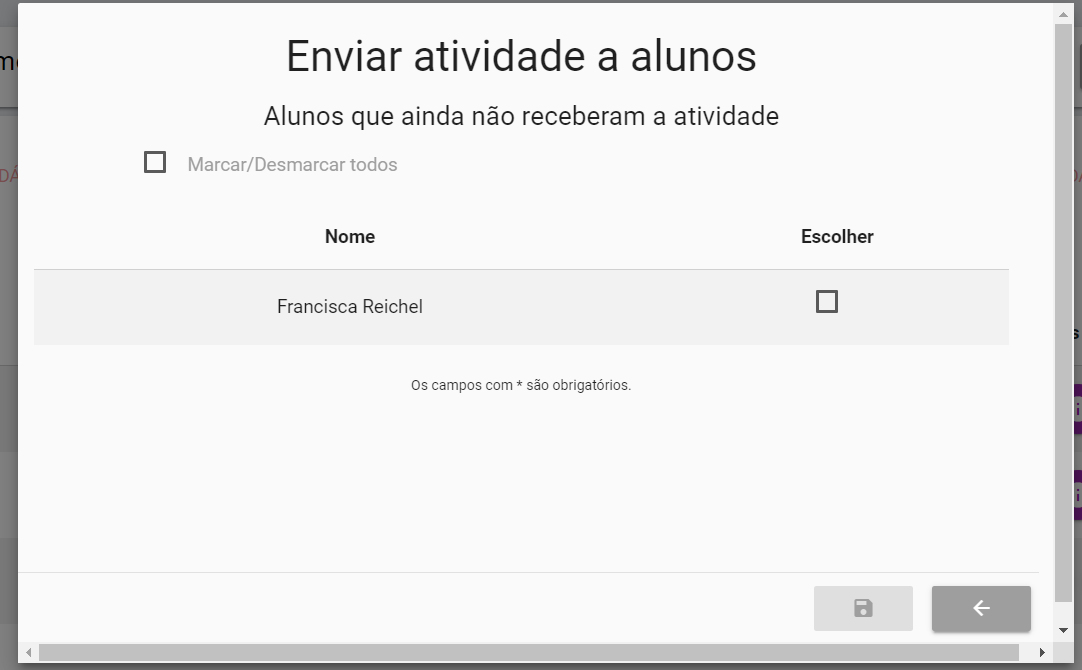 Enviar atividade a alunos
Alunos que ainda não receberam a atividade
Marcar/Desmarcar todos
Nome Escolher
Francisca Reichel
Os campos com * são obrigatórios.